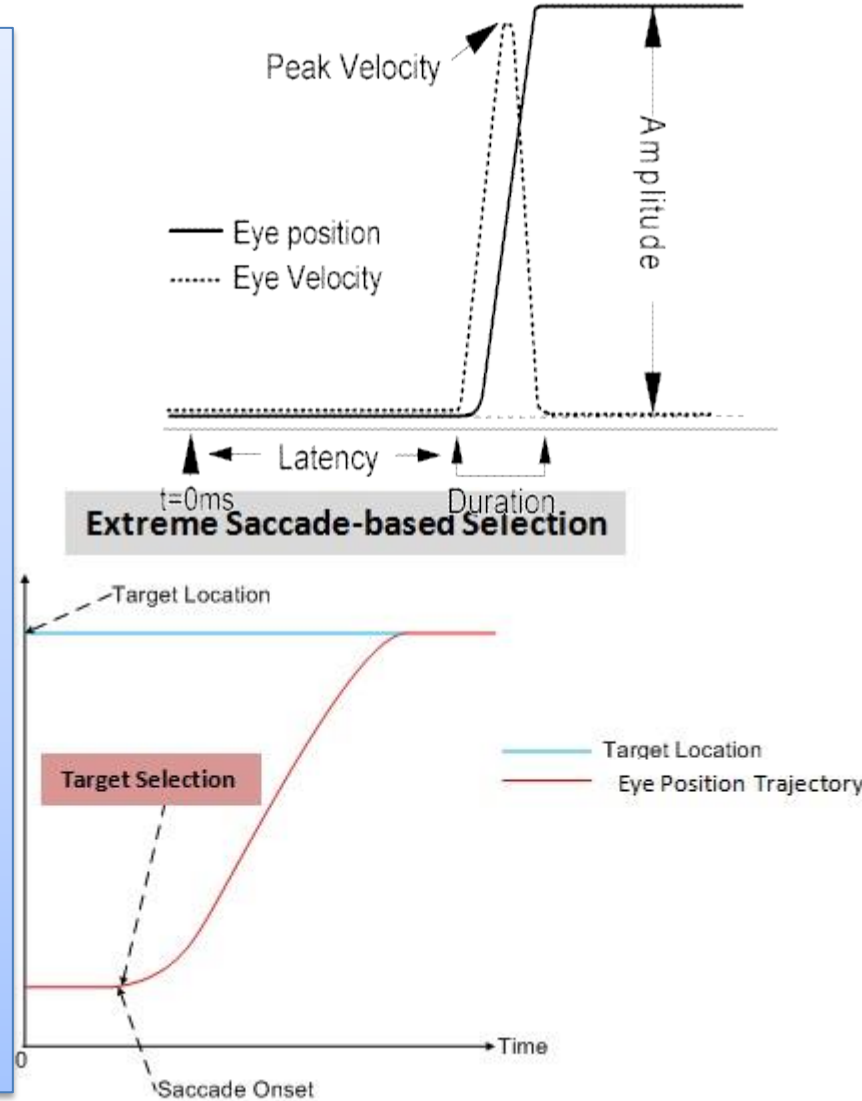 Peak Velocity
Amplitude
Eye position
Eye Velocity
Latency
t=0ms
Duration
Extreme Saccade-based Selection
Target Location
Target Selection
Target Location
Eye Position Trajectory
0
Time
Saccade Onset